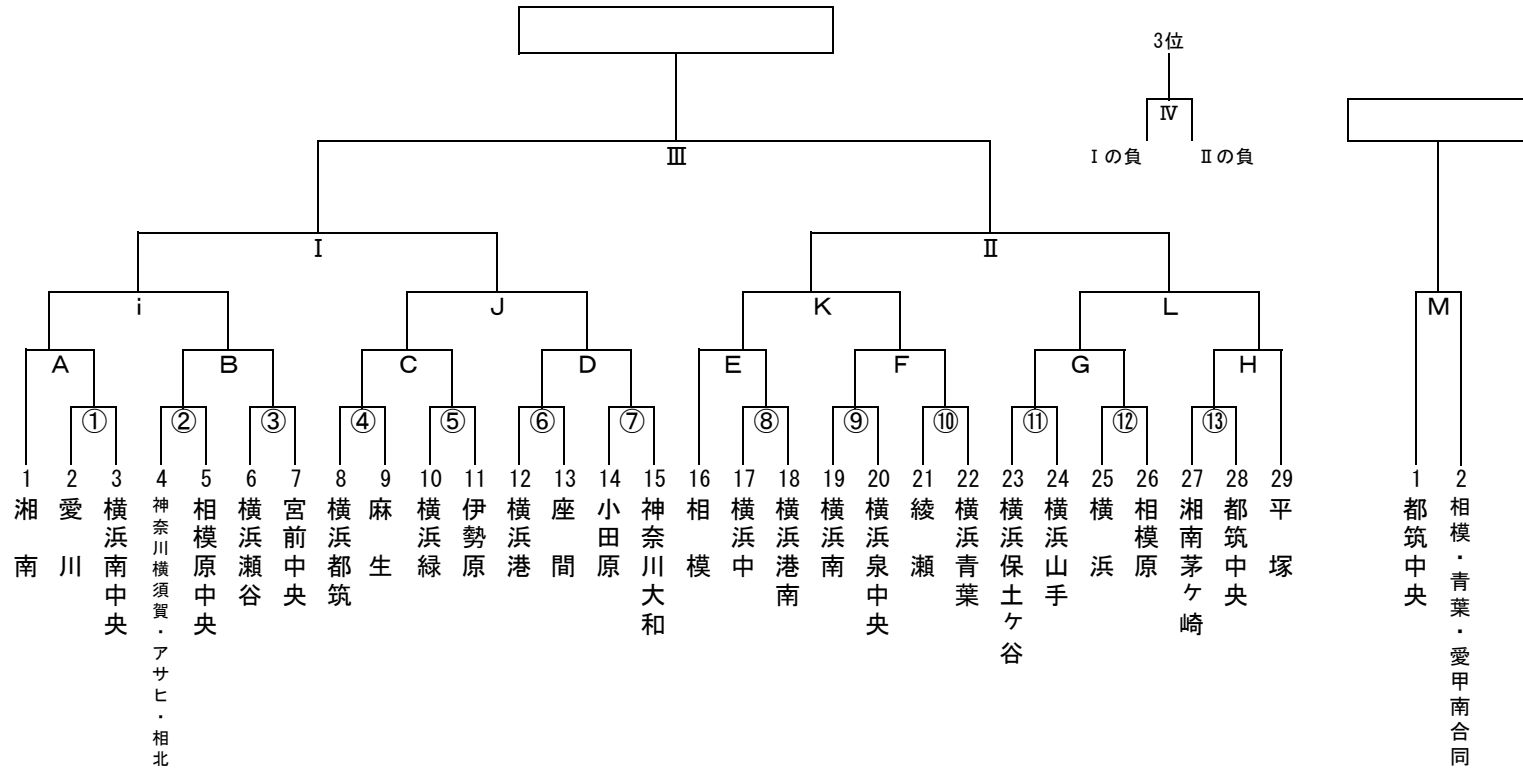 3位
Ⅳ
Ⅰの負 Ⅱの負
Ⅲ
Ⅰ Ⅱ
i J K L M
A B C D E F G H
① ② ③ ④ ⑤ ⑥ ⑦ ⑧ ⑨ ⑩ ⑪ ⑫ ⑬
1 湘南
2 愛川
3 横浜南中央
4 神奈川横須賀・アサヒ・相北
5 相模原中央
6 横浜瀬谷
7 宮前中央
8 横浜都筑
9 麻生
10 横浜緑
11 伊勢原
12 横浜港
13 座間
14 小田原
15 神奈川大和
16 相模
17 横浜中
18 横浜港南
19 横浜南
20 横浜泉中央
21 綾瀬
22 横浜青葉
23 横浜保土ヶ谷
24 横浜山手
25 横浜
26 相模原
27 湘南茅ケ崎
28 都筑中央
29 平塚
1 都筑中央
2 相模・青葉・愛甲南合同